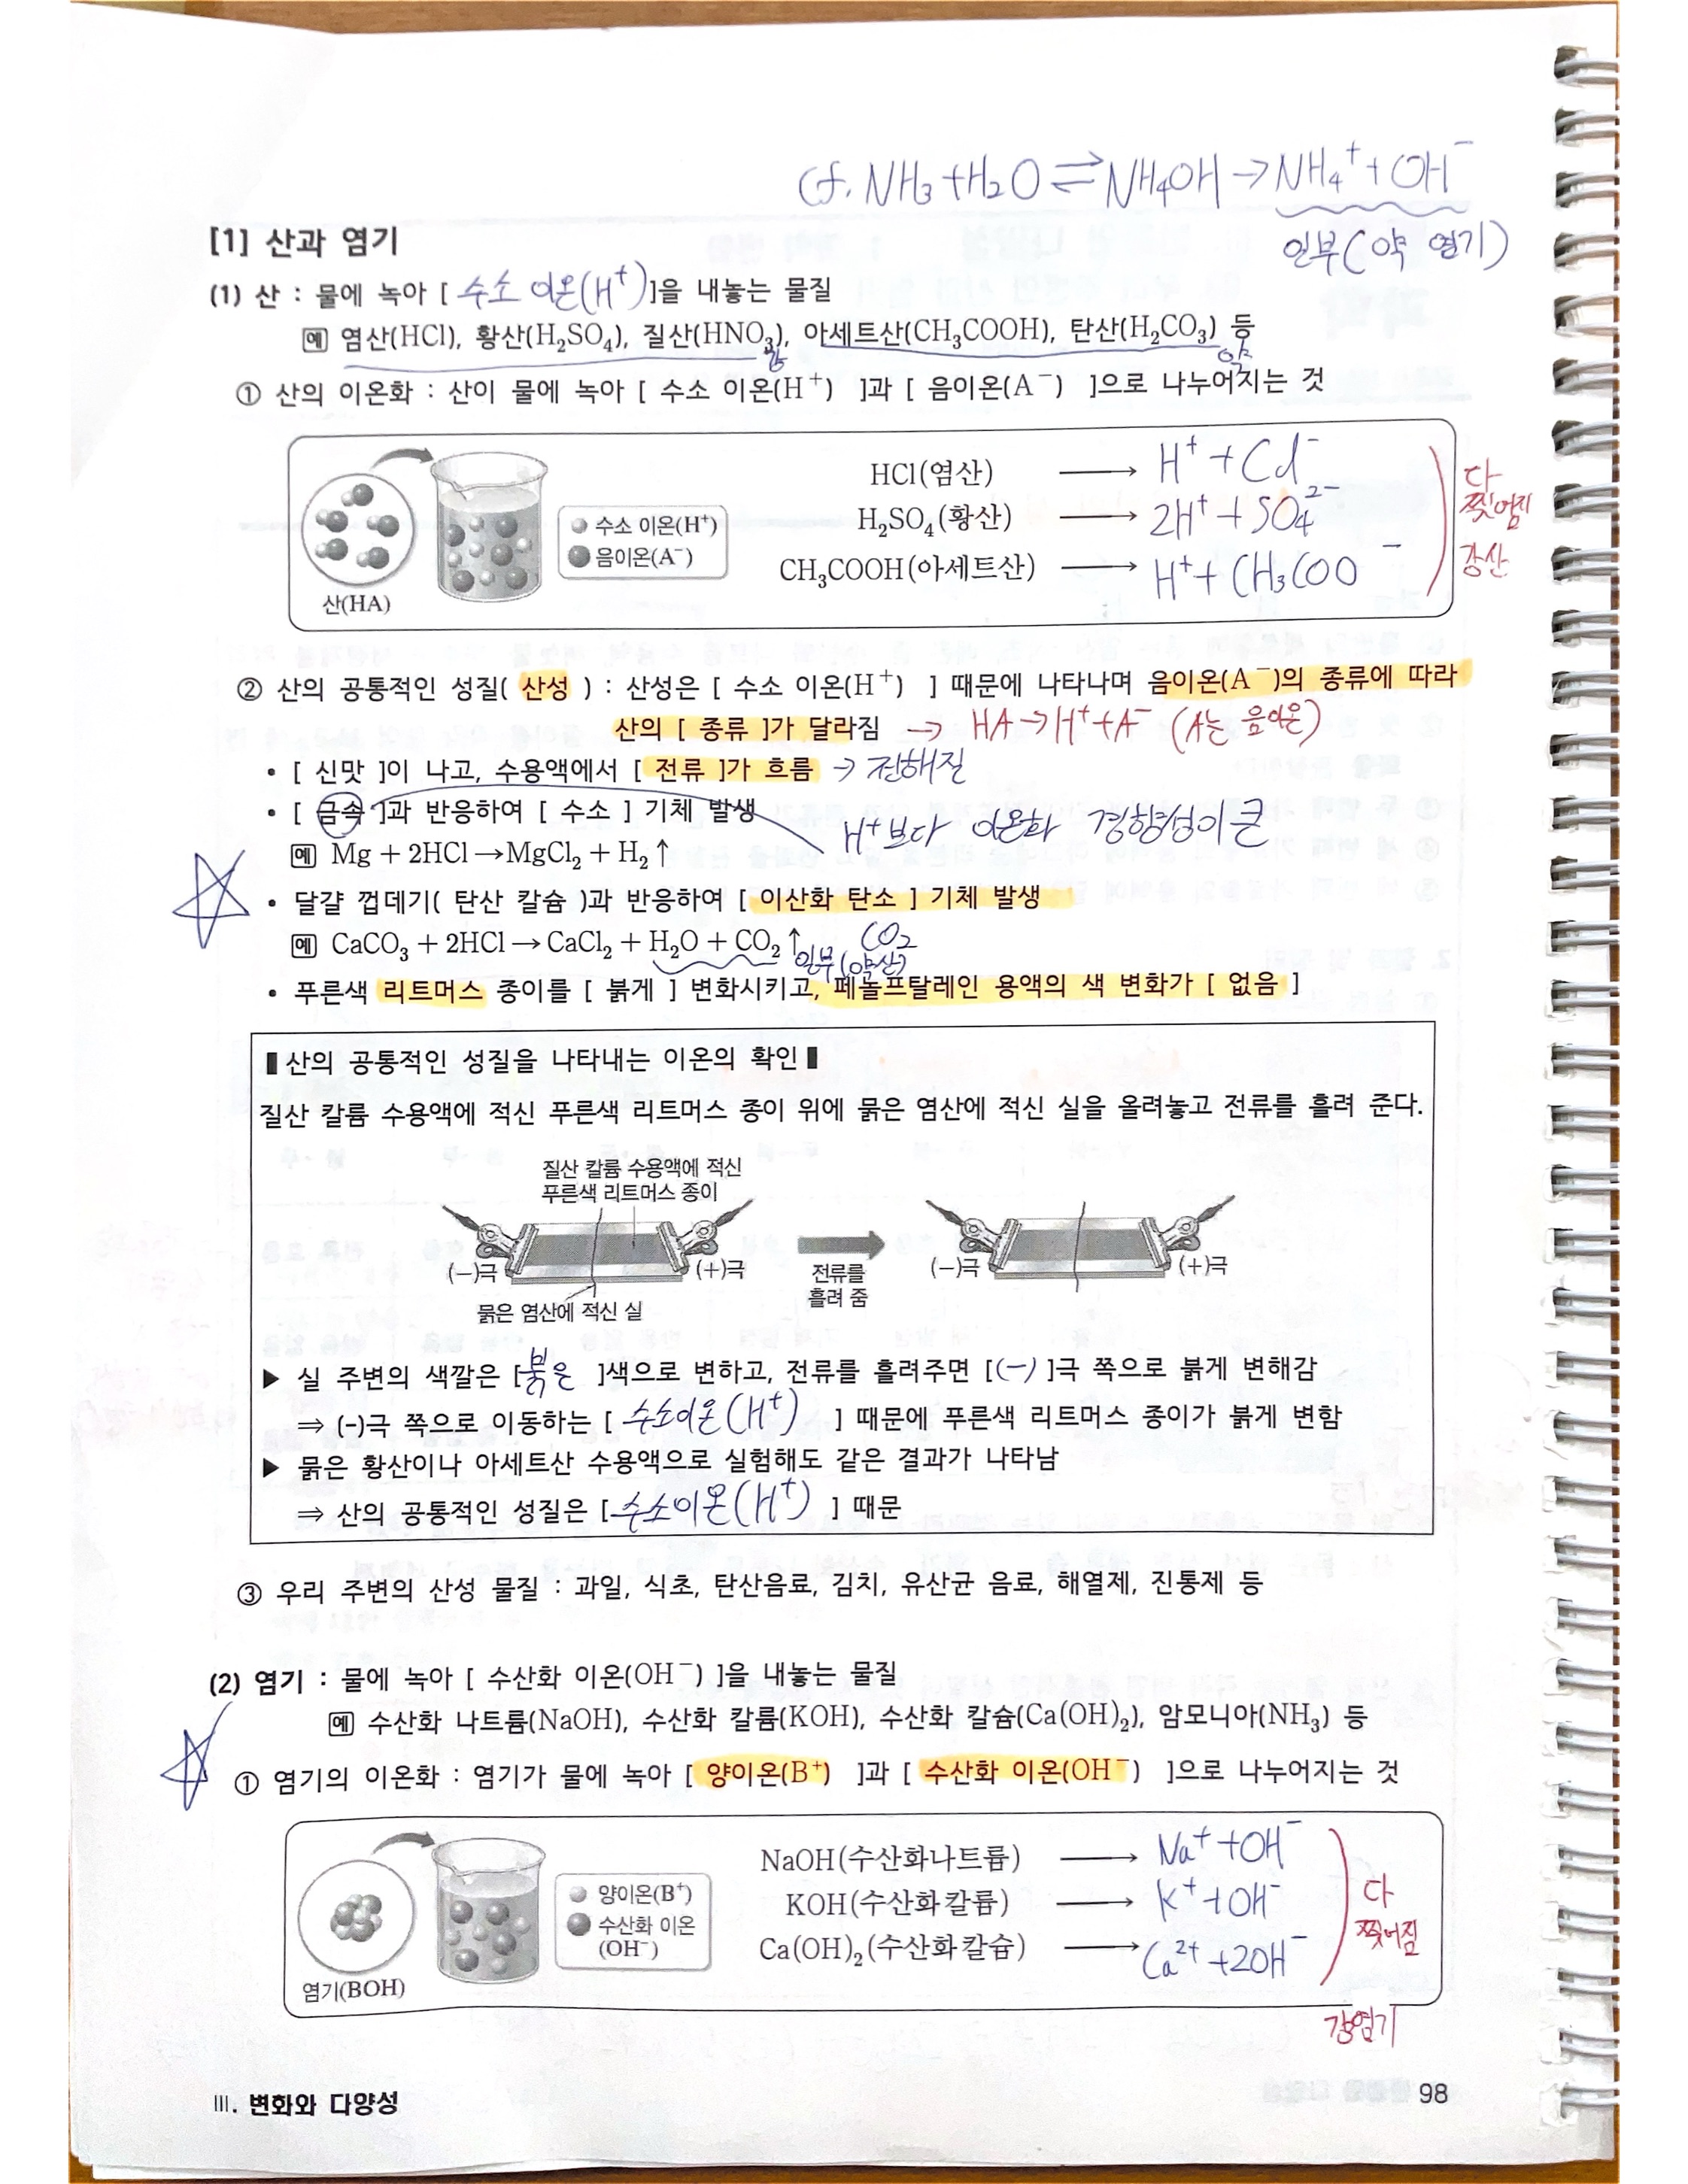 cf. NH₃ + H₂O ⇌ NH₄OH → NH₄⁺ + OH⁻
일부(약 염기)
[1] 산과 염기
(1) 산 : 물에 녹아 [ 수소 이온(H⁺) ]을 내놓는 물질
예 염산(HCl), 황산(H₂SO₄), 질산(HNO₃), 아세트산(CH₃COOH), 탄산(H₂CO₃) 등
강 약
① 산의 이온화 : 산이 물에 녹아 [ 수소 이온(H⁺) ]과 [ 음이온(A⁻) ]으로 나누어지는 것
HCl(염산) ⟶ H⁺ + Cl⁻
H₂SO₄(황산) ⟶ 2H⁺ + SO₄²⁻
CH₃COOH(아세트산) ⟶ H⁺ + CH₃COO⁻
다
찢어짐
강산
수소 이온(H⁺)
음이온(A⁻)
산(HA)
② 산의 공통적인 성질( 산성 ) : 산성은 [ 수소 이온(H⁺) ] 때문에 나타나며 음이온(A⁻)의 종류에 따라
산의 [ 종류 ]가 달라짐 → HA → H⁺ + A⁻ (A는 음이온)
• [ 신맛 ]이 나고, 수용액에서 [ 전류 ]가 흐름 → 전해질
• [ 금속 ]과 반응하여 [ 수소 ] 기체 발생
H⁺보다 이온화 경향성이 큰
예 Mg + 2HCl → MgCl₂ + H₂↑
• 달걀 껍데기( 탄산 칼슘 )과 반응하여 [ 이산화 탄소 ] 기체 발생
예 CaCO₃ + 2HCl → CaCl₂ + H₂O + CO₂↑ CO₂
일부(약산)
• 푸른색 리트머스 종이를 [ 붉게 ] 변화시키고, 페놀프탈레인 용액의 색 변화가 [ 없음 ]
▌산의 공통적인 성질을 나타내는 이온의 확인▐
질산 칼륨 수용액에 적신 푸른색 리트머스 종이 위에 묽은 염산에 적신 실을 올려놓고 전류를 흘려 준다.
질산 칼륨 수용액에 적신
푸른색 리트머스 종이
(−)극 (+)극 전류를 흘려 줌 (−)극 (+)극
묽은 염산에 적신 실
▶ 실 주변의 색깔은 [ 붉은 ]색으로 변하고, 전류를 흘려주면 [ (−) ]극 쪽으로 붉게 변해감
⇒ (-)극 쪽으로 이동하는 [ 수소이온(H⁺) ] 때문에 푸른색 리트머스 종이가 붉게 변함
▶ 묽은 황산이나 아세트산 수용액으로 실험해도 같은 결과가 나타남
⇒ 산의 공통적인 성질은 [ 수소이온(H⁺) ] 때문
③ 우리 주변의 산성 물질 : 과일, 식초, 탄산음료, 김치, 유산균 음료, 해열제, 진통제 등
(2) 염기 : 물에 녹아 [ 수산화 이온(OH⁻) ]을 내놓는 물질
예 수산화 나트륨(NaOH), 수산화 칼륨(KOH), 수산화 칼슘(Ca(OH)₂), 암모니아(NH₃) 등
① 염기의 이온화 : 염기가 물에 녹아 [ 양이온(B⁺) ]과 [ 수산화 이온(OH⁻) ]으로 나누어지는 것
NaOH(수산화나트륨) ⟶ Na⁺ + OH⁻
KOH(수산화칼륨) ⟶ K⁺ + OH⁻
Ca(OH)₂(수산화칼슘) ⟶ Ca²⁺ + 2OH⁻
다
찢어짐
강염기
양이온(B⁺)
수산화 이온
(OH⁻)
염기(BOH)
Ⅲ. 변화와 다양성
98